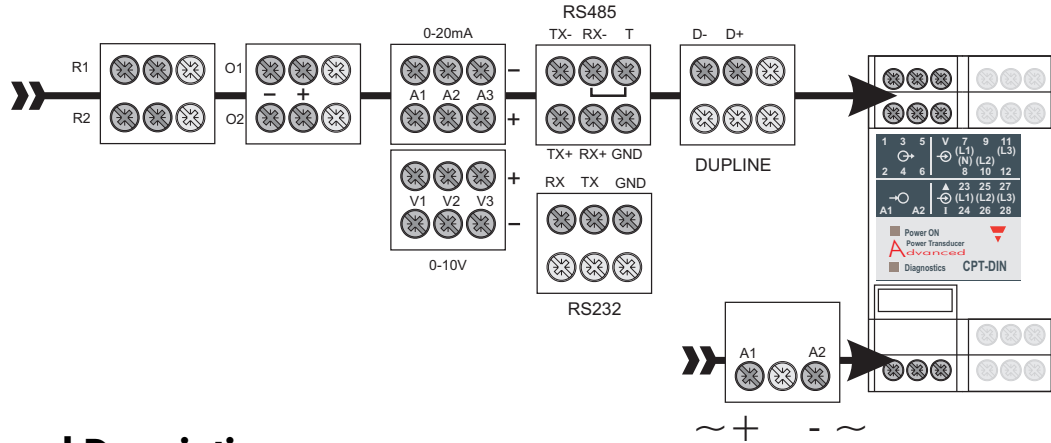 RS485
0-20mA TX- RX- T D- D+
R1 O1 −
A1 A2 A3
− +
R2 O2 +
TX+ RX+ GND DUPLINE
V1 V2 V3 +
−
0-10V
RX TX GND
RS232
1 3 5 V 7 9 11
(L1) (L3)
(N) (L2)
2 4 6 8 10 12
▲ 23 25 27
(L1) (L2) (L3)
A1 A2 I 24 26 28
Power ON
Power Transducer
Advanced
Diagnostics CPT-DIN
A1 A2
~ + - ~